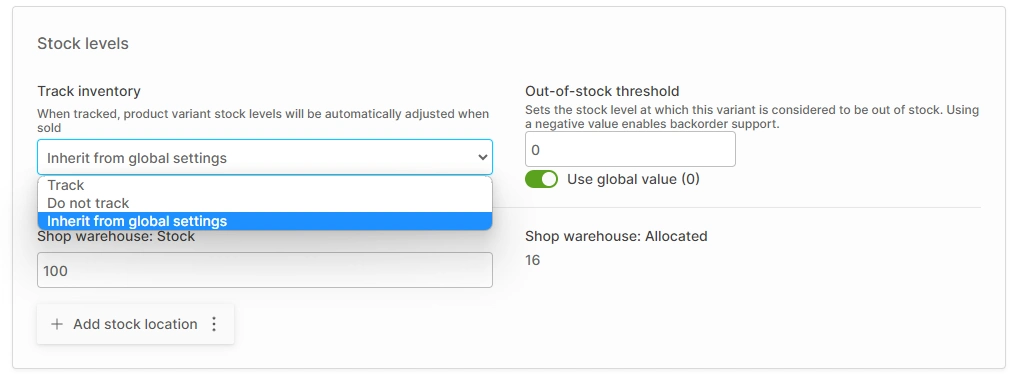 Stock levels
Track inventory
When tracked, product variant stock levels will be automatically adjusted when
sold
Inherit from global settings
Track
Do not track
Inherit from global settings
Out-of-stock threshold
Sets the stock level at which this variant is considered to be out of stock. Using
a negative value enables backorder support.
0
Use global value (0)
Shop warehouse: Stock
100
Shop warehouse: Allocated
16
Add stock location